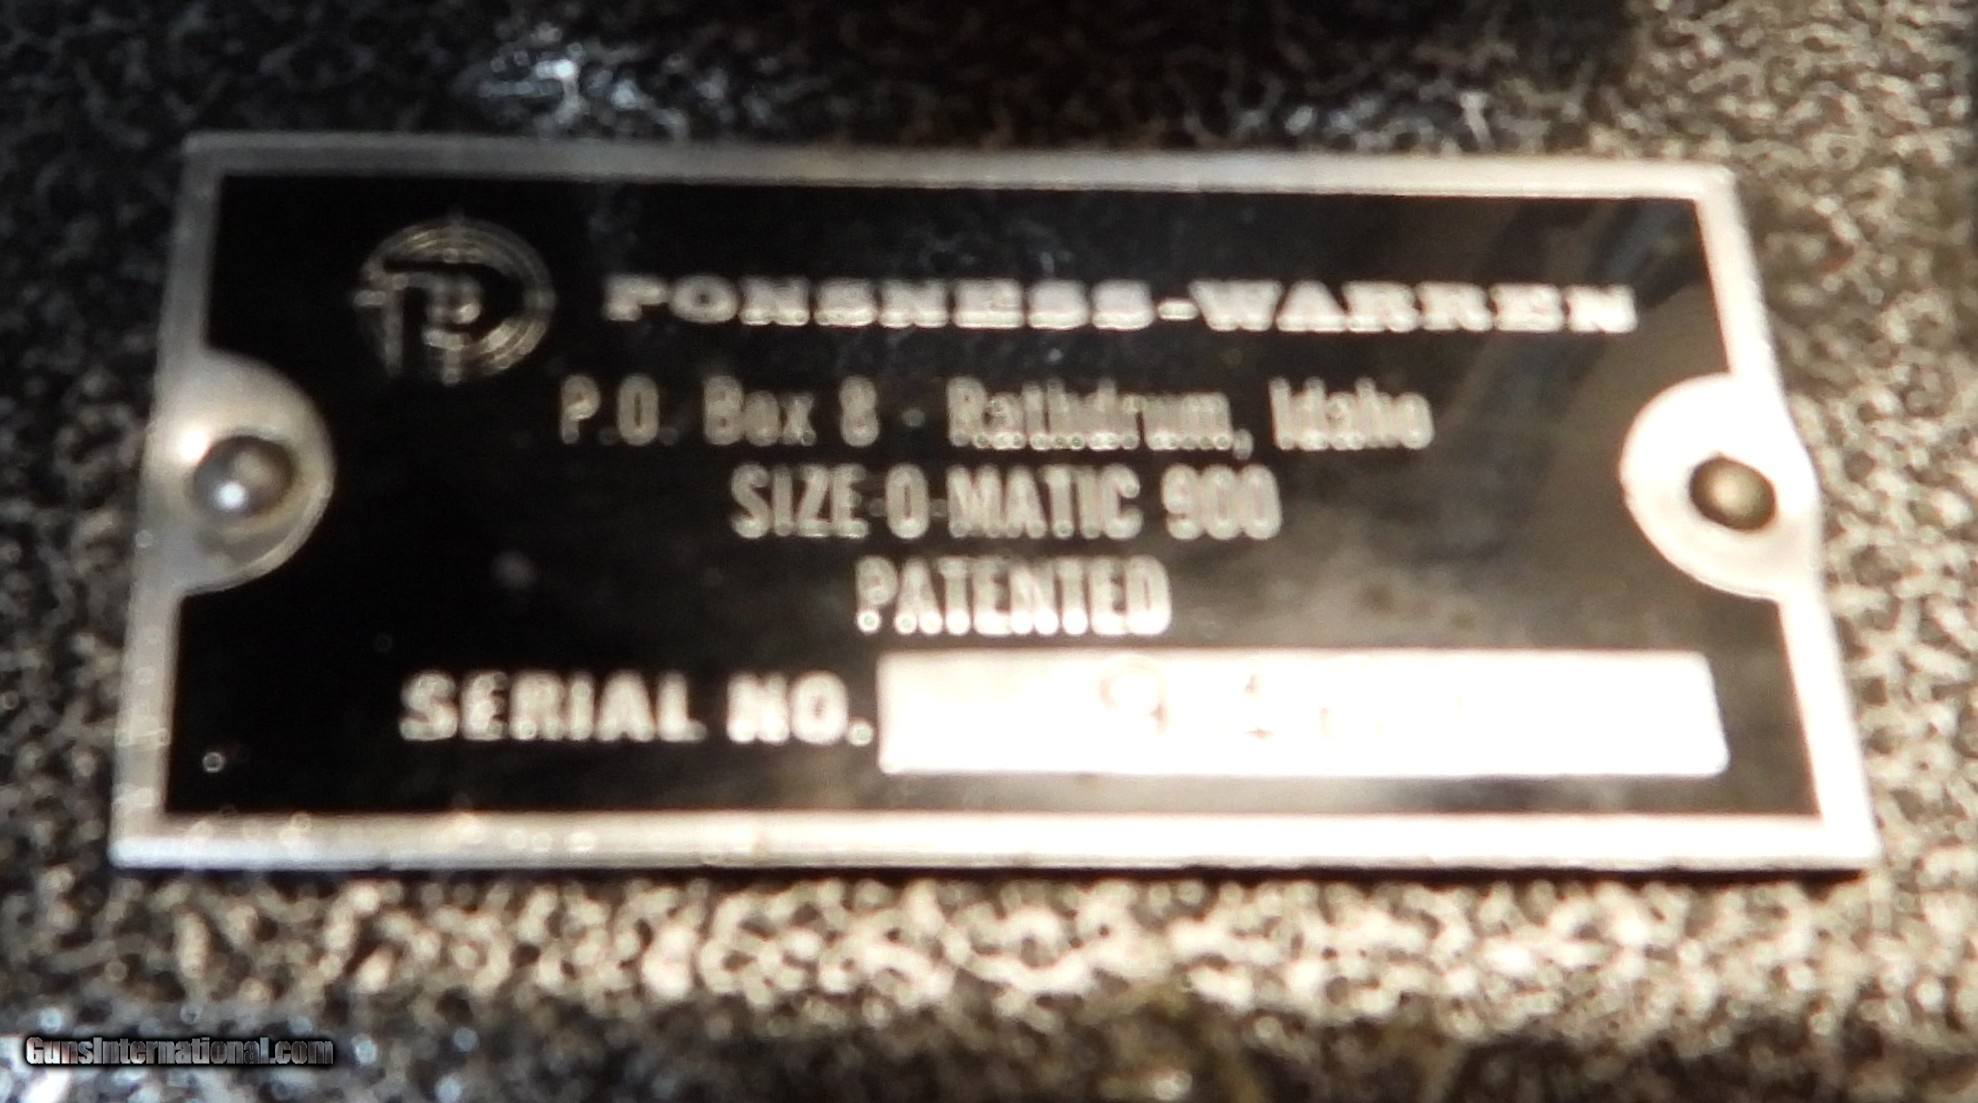 PONSNESS-WARREN
P.O. Box 8 - Rathdrum, Idaho
SIZE-O-MATIC 900
PATENTED
SERIAL NO.
GunsInternational.com